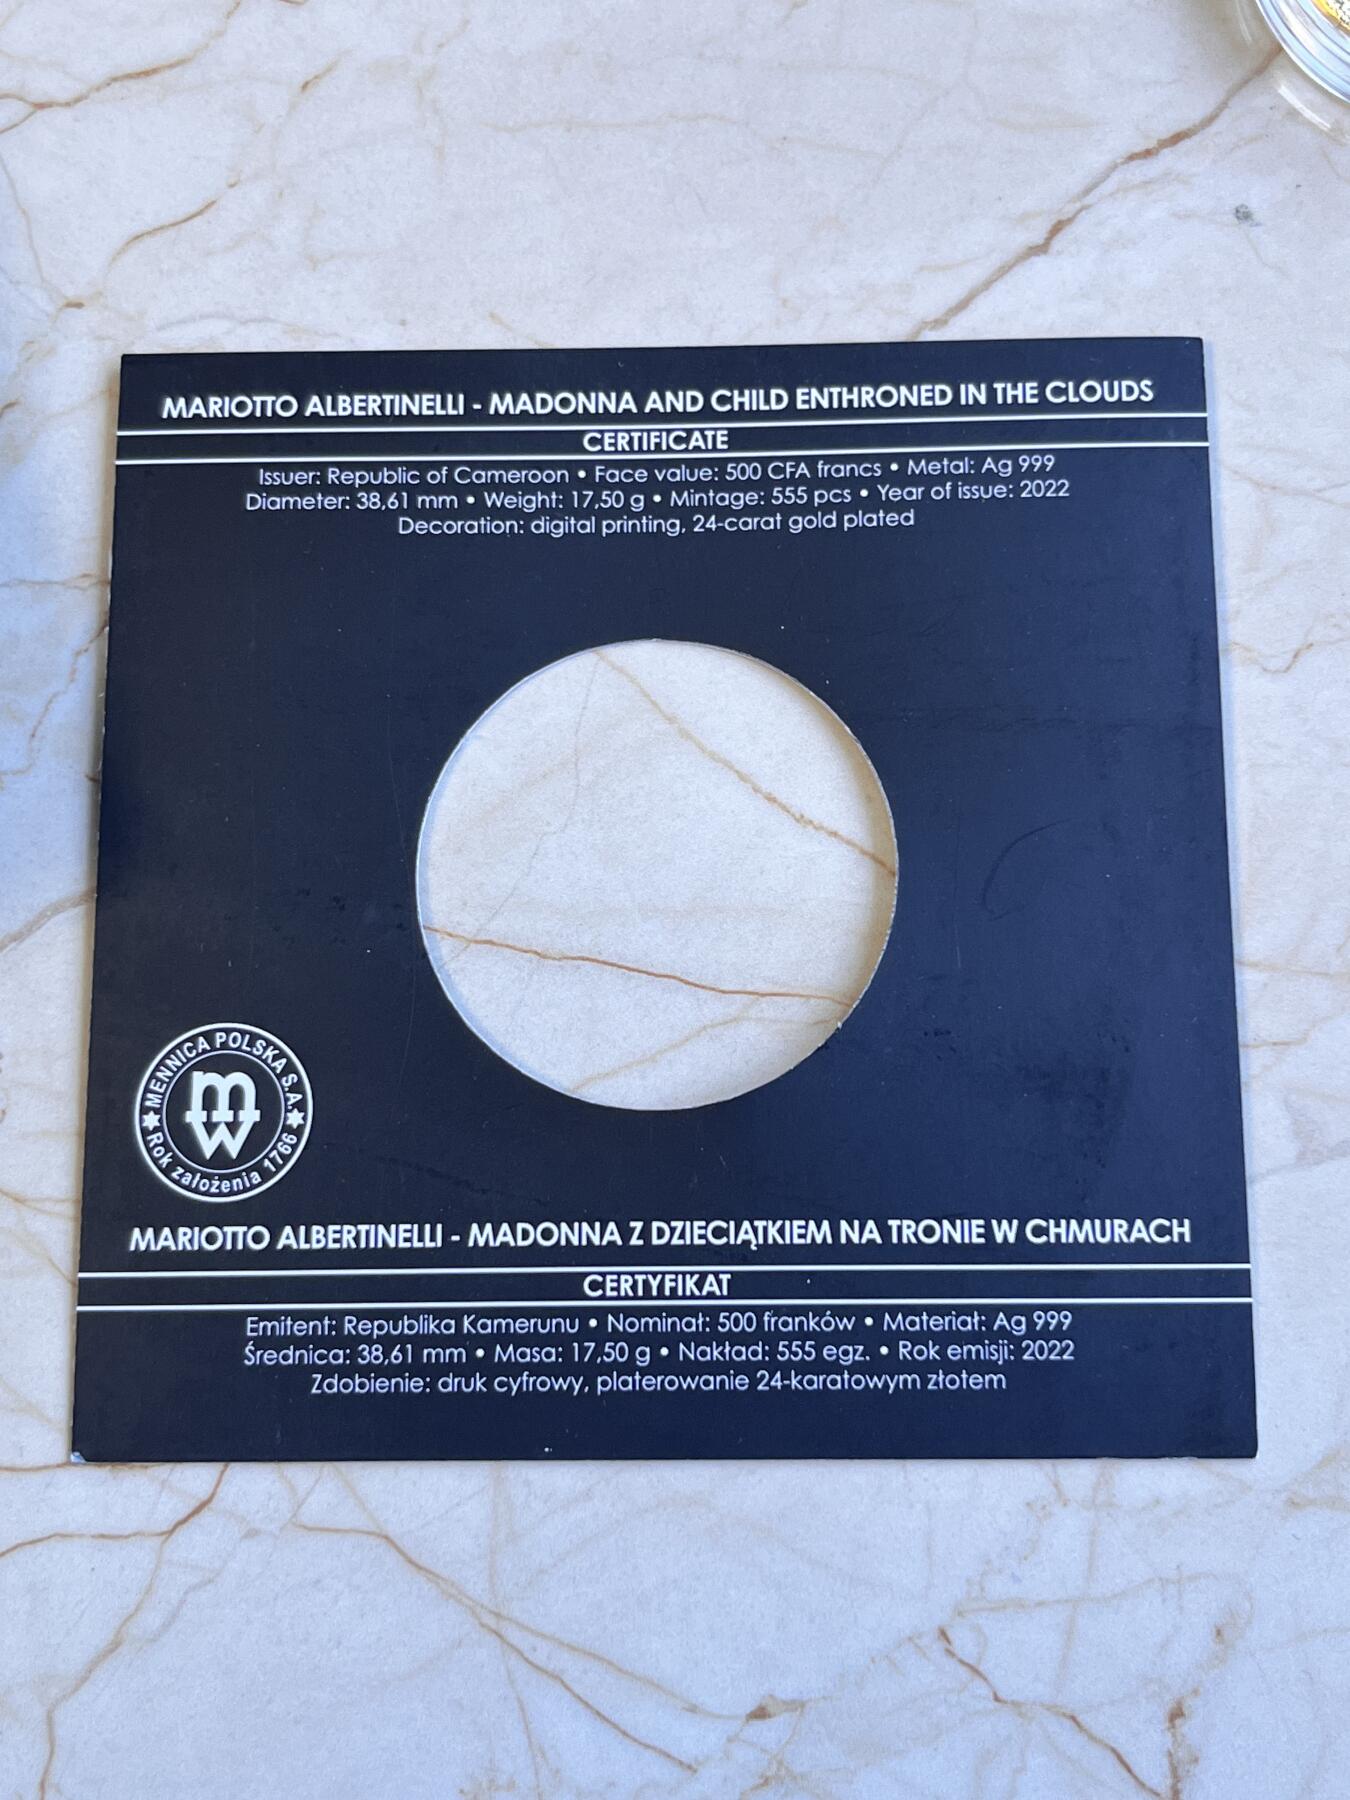 MARIOTTO ALBERTINELLI - MADONNA AND CHILD ENTHRONED IN THE CLOUDS
CERTIFICATE
Issuer: Republic of Cameroon • Face value: 500 CFA francs • Metal: Ag 999
Diameter: 38,61 mm • Weight: 17,50 g • Mintage: 555 pcs • Year of issue: 2022
Decoration: digital printing, 24-carat gold plated
MENNICA POLSKA S.A.
mw
Rok założenia 1766
MARIOTTO ALBERTINELLI - MADONNA Z DZIECIĄTKIEM NA TRONIE W CHMURACH
CERTYFIKAT
Emitent: Republika Kamerunu • Nominał: 500 franków • Materiał: Ag 999
Średnica: 38,61 mm • Masa: 17,50 g • Nakład: 555 egz. • Rok emisji: 2022
Zdobienie: druk cyfrowy, platerowanie 24-karatowym złotem